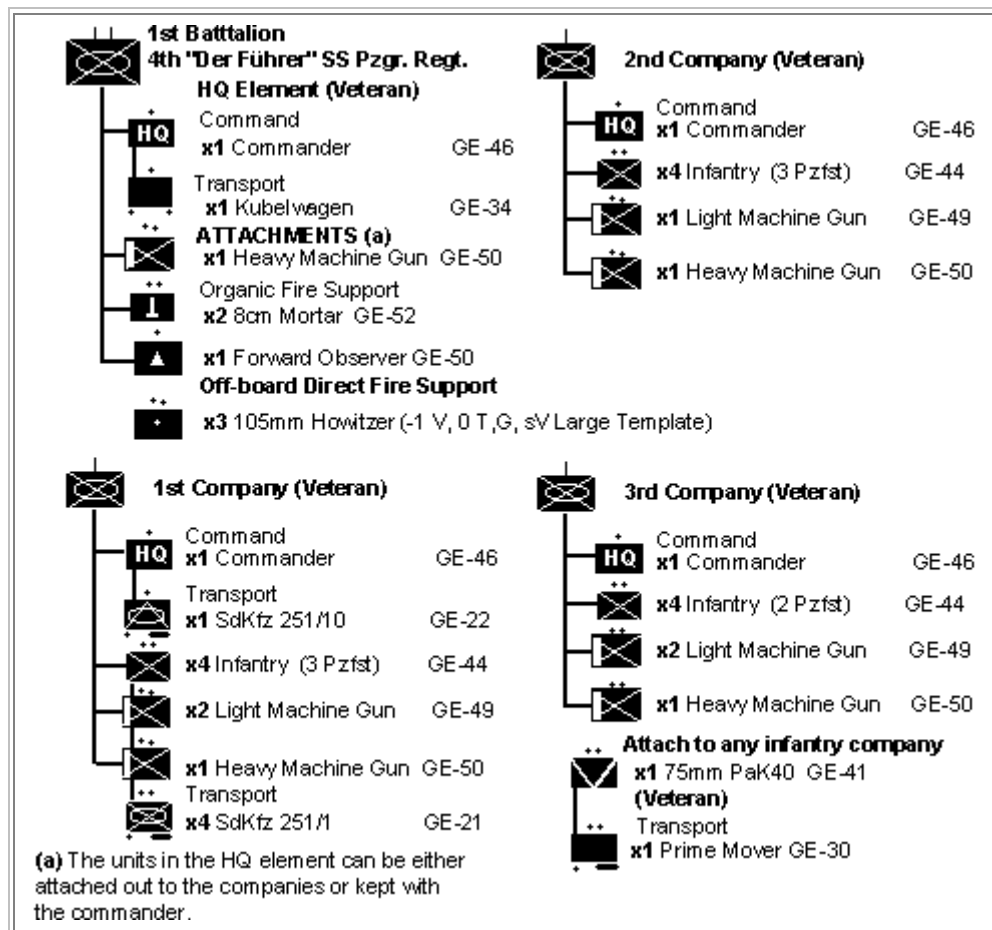 1st Batttalion
4th "Der Führer" SS Pzgr. Regt.
HQ Element (Veteran)
HQ
Command
x1 Commander GE-46
Transport
x1 Kubelwagen GE-34
ATTACHMENTS (a)
x1 Heavy Machine Gun GE-50
Organic Fire Support
x2 8cm Mortar GE-52
x1 Forward Observer GE-50
Off-board Direct Fire Support
x3 105mm Howitzer (-1 V, 0 T,G, sV Large Template)
2nd Company (Veteran)
HQ
Command
x1 Commander GE-46
x4 Infantry (3 Pzfst) GE-44
x1 Light Machine Gun GE-49
x1 Heavy Machine Gun GE-50
1st Company (Veteran)
HQ
Command
x1 Commander GE-46
Transport
x1 SdKfz 251/10 GE-22
x4 Infantry (3 Pzfst) GE-44
x2 Light Machine Gun GE-49
x1 Heavy Machine Gun GE-50
Transport
x4 SdKfz 251/1 GE-21
(a) The units in the HQ element can be either
attached out to the companies or kept with
the commander.
3rd Company (Veteran)
HQ
Command
x1 Commander GE-46
x4 Infantry (2 Pzfst) GE-44
x2 Light Machine Gun GE-49
x1 Heavy Machine Gun GE-50
Attach to any infantry company
x1 75mm PaK40 GE-41
(Veteran)
Transport
x1 Prime Mover GE-30